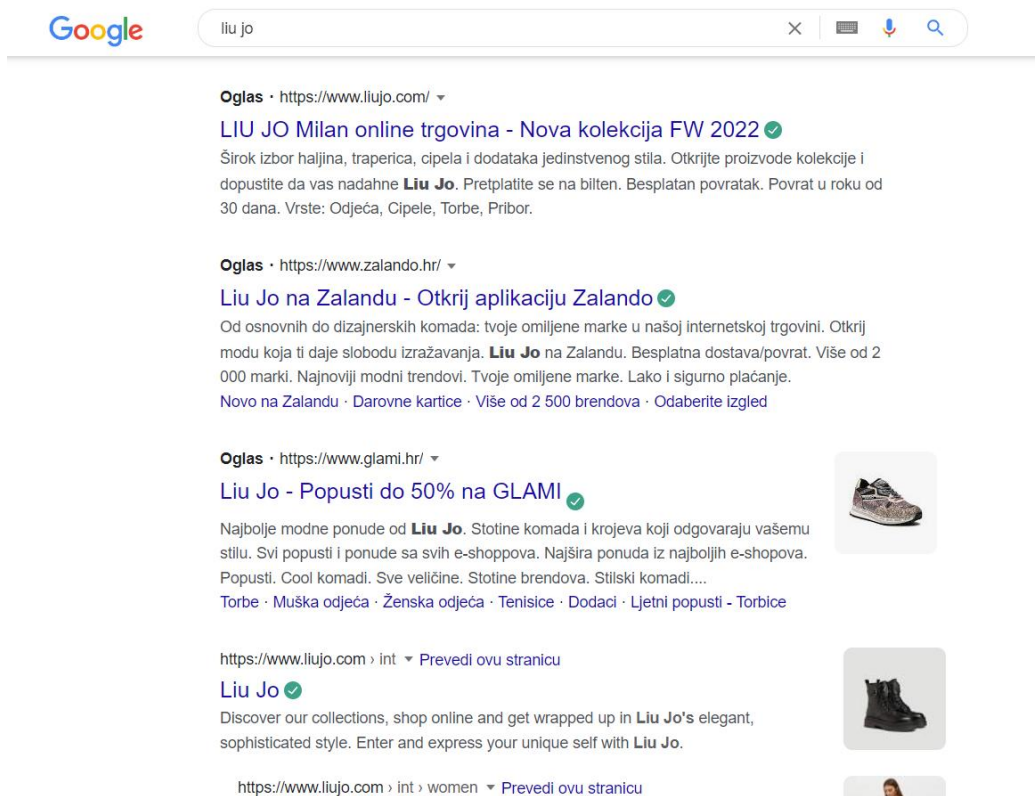 Google
liu jo
Oglas · https://www.liujo.com/
LIU JO Milan online trgovina - Nova kolekcija FW 2022
Širok izbor haljina, traperica, cipela i dodataka jedinstvenog stila. Otkrijte proizvode kolekcije i
dopustite da vas nadahne Liu Jo. Pretplatite se na bilten. Besplatan povratak. Povrat u roku od
30 dana. Vrste: Odjeća, Cipele, Torbe, Pribor.
Oglas · https://www.zalando.hr/
Liu Jo na Zalandu - Otkrij aplikaciju Zalando
Od osnovnih do dizajnerskih komada: tvoje omiljene marke u našoj internetskoj trgovini. Otkrij
modu koja ti daje slobodu izražavanja. Liu Jo na Zalandu. Besplatna dostava/povrat. Više od 2
000 marki. Najnoviji modni trendovi. Tvoje omiljene marke. Lako i sigurno plaćanje.
Novo na Zalandu · Darovne kartice · Više od 2 500 brendova · Odaberite izgled
Oglas · https://www.glami.hr/
Liu Jo - Popusti do 50% na GLAMI
Najbolje modne ponude od Liu Jo. Stotine komada i krojeva koji odgovaraju vašemu
stilu. Svi popusti i ponude sa svih e-shoppova. Najšira ponuda iz najboljih e-shopova.
Popusti. Cool komadi. Sve veličine. Stotine brendova. Stilski komadi....
Torbe · Muška odjeća · Ženska odjeća · Tenisice · Dodaci · Ljetni popusti - Torbice
https://www.liujo.com › int Prevedi ovu stranicu
Liu Jo
Discover our collections, shop online and get wrapped up in Liu Jo's elegant,
sophisticated style. Enter and express your unique self with Liu Jo.
https://www.liujo.com › int › women Prevedi ovu stranicu